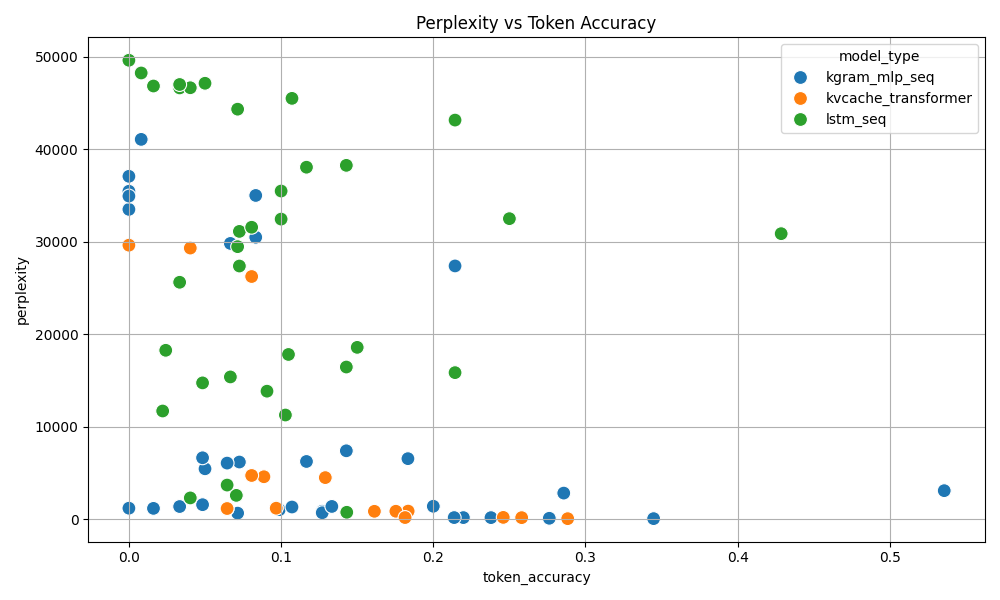 Perplexity vs Token Accuracy
model_type
kgram_mlp_seq
kvcache_transformer
lstm_seq
perplexity
50000
40000
30000
20000
10000
0
0.0 0.1 0.2 0.3 0.4 0.5
token_accuracy